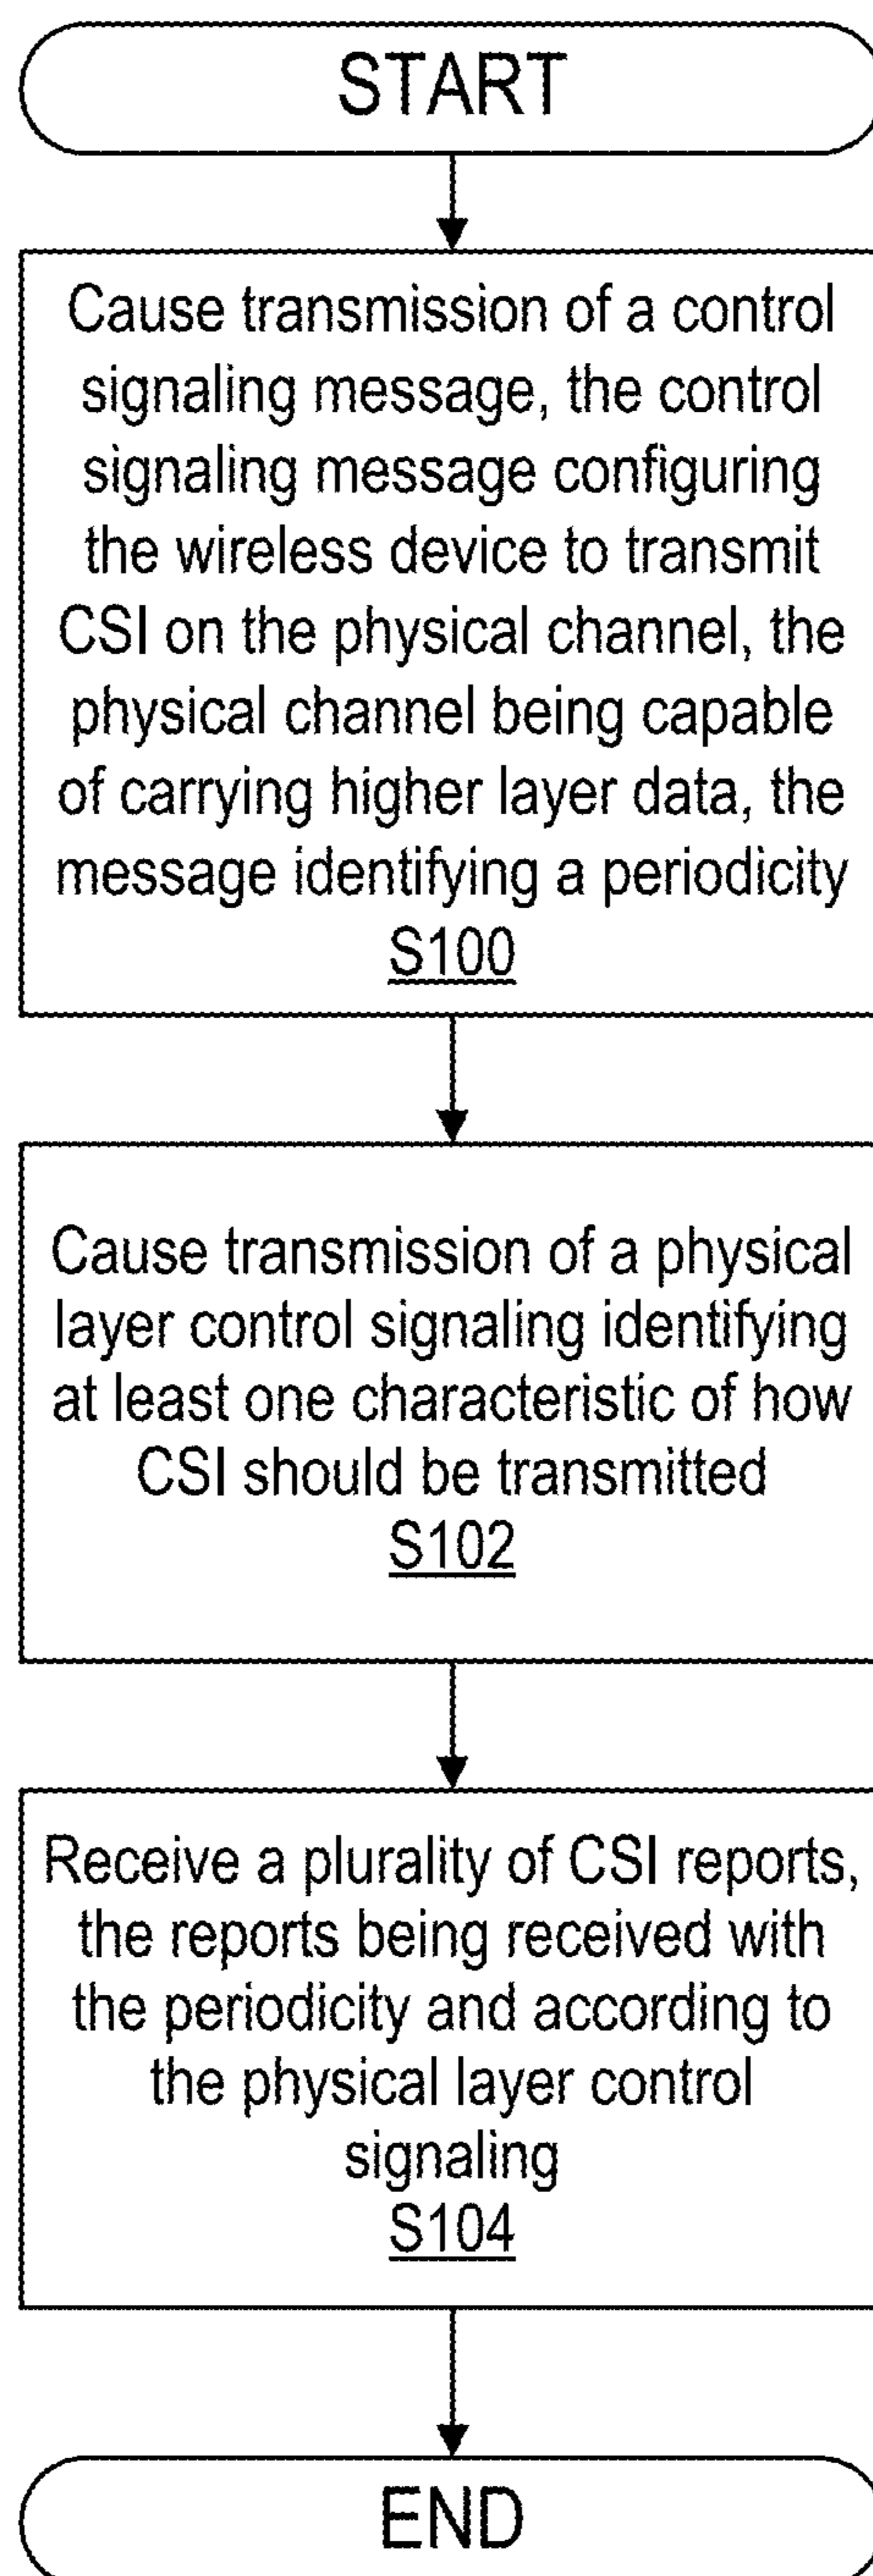 START
Cause transmission of a control
signaling message, the control
signaling message configuring
the wireless device to transmit
CSI on the physical channel, the
physical channel being capable
of carrying higher layer data, the
message identifying a periodicity
S100
Cause transmission of a physical
layer control signaling identifying
at least one characteristic of how
CSI should be transmitted
S102
Receive a plurality of CSI reports,
the reports being received with
the periodicity and according to
the physical layer control
signaling
S104
END